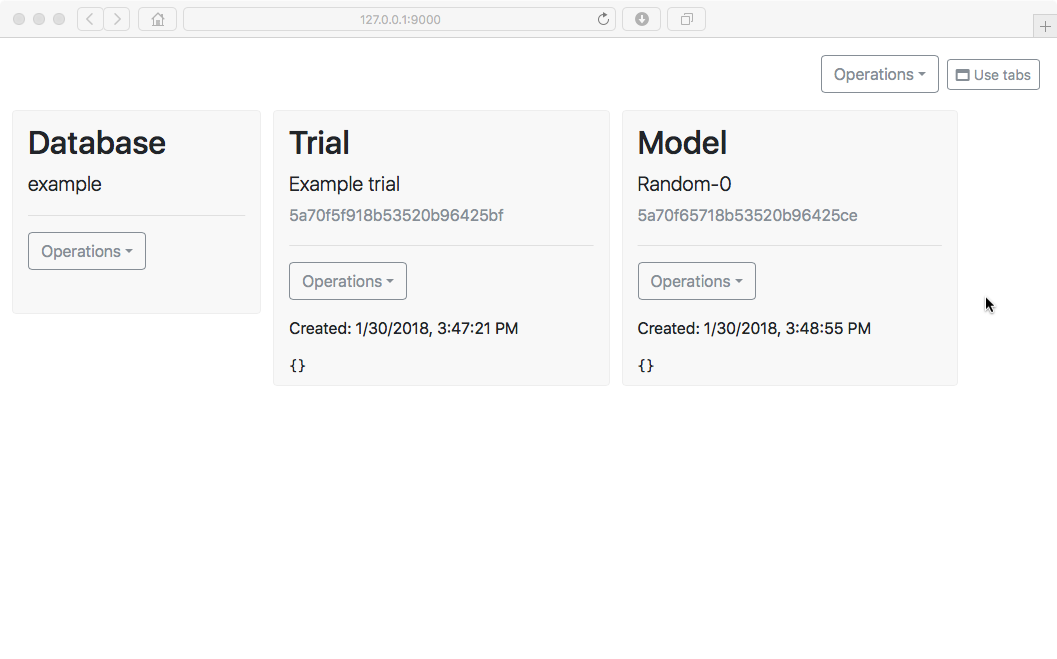 127.0.0.1:9000
Operations
Use tabs
Database
example
Operations
Trial
Example trial
5a70f5f918b53520b96425bf
Operations
Created: 1/30/2018, 3:47:21 PM
{}
Model
Random-0
5a70f65718b53520b96425ce
Operations
Created: 1/30/2018, 3:48:55 PM
{}